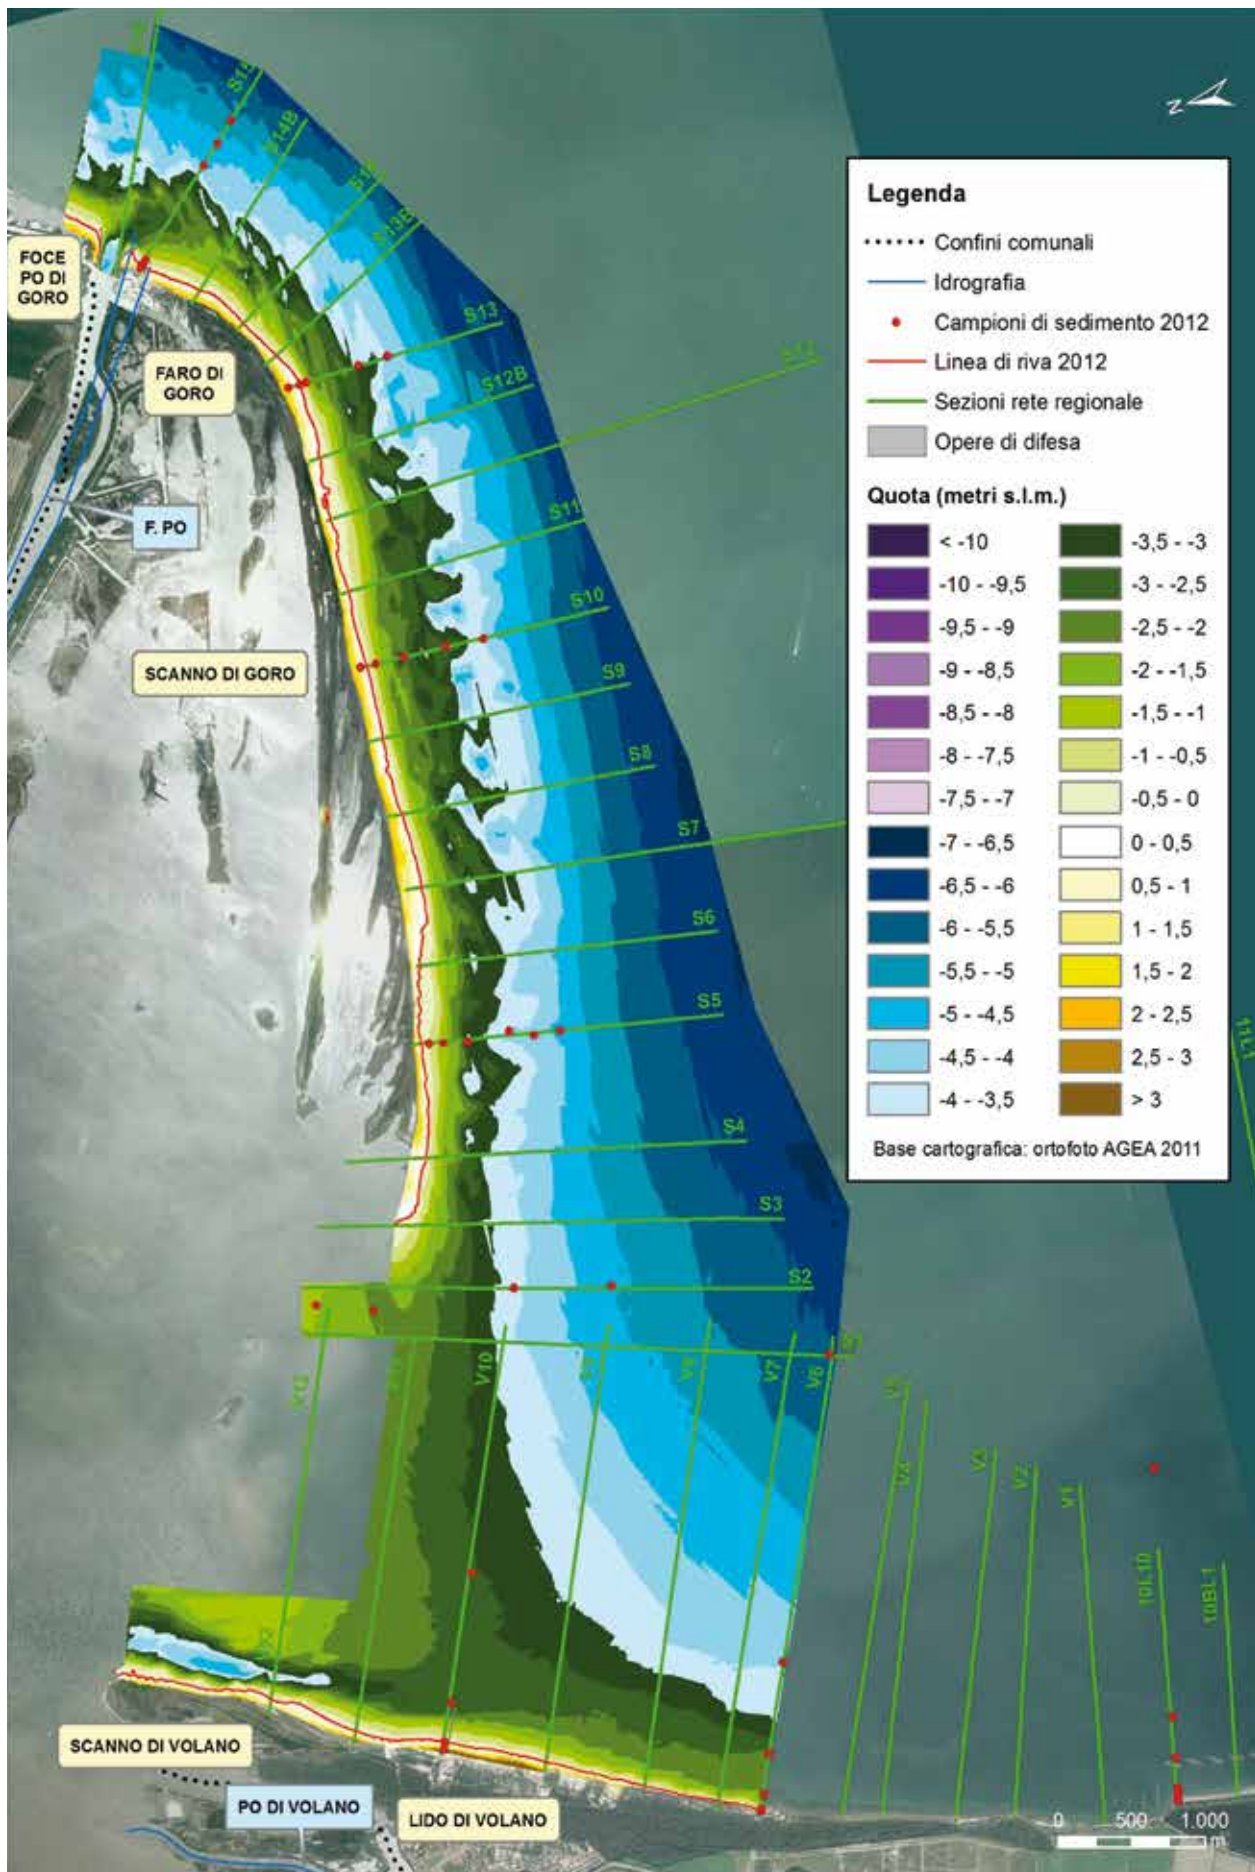 N
Legenda
Confini comunali
Idrografia
Campioni di sedimento 2012
Linea di riva 2012
Sezioni rete regionale
Opere di difesa
Quota (metri s.l.m.)
< -10
-10 - -9,5
-9,5 - -9
-9 - -8,5
-8,5 - -8
-8 - -7,5
-7,5 - -7
-7 - -6,5
-6,5 - -6
-6 - -5,5
-5,5 - -5
-5 - -4,5
-4,5 - -4
-4 - -3,5
-3,5 - -3
-3 - -2,5
-2,5 - -2
-2 - -1,5
-1,5 - -1
-1 - -0,5
-0,5 - 0
0 - 0,5
0,5 - 1
1 - 1,5
1,5 - 2
2 - 2,5
2,5 - 3
> 3
Base cartografica: ortofoto AGEA 2011
S15
S14B
S13B
S13
S12B
S12
S11
S10
S9
S8
S7
S6
S5
S4
S3
S2
FOCE
PO DI
GORO
FARO DI
GORO
F. PO
SCANNO DI GORO
V12
V10
V7
V6
V4
V3
V2
V1
10L10
10BL1
SCANNO DI VOLANO
PO DI VOLANO
LIDO DI VOLANO
0 500 1.000
m